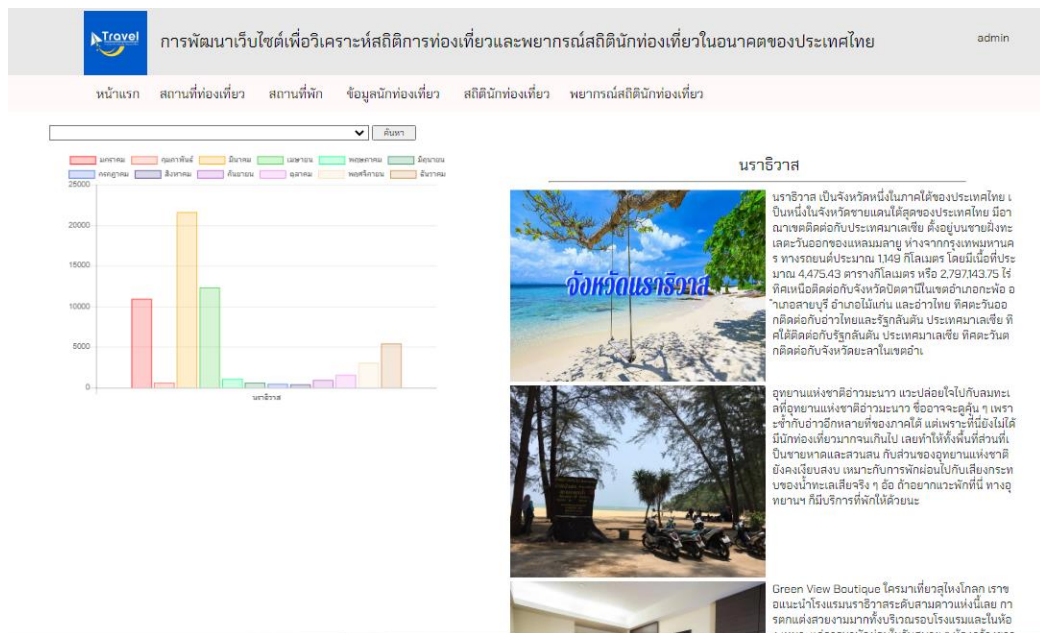 Travel
การพัฒนาเว็บไซต์เพื่อวิเคราะห์สถิติการท่องเที่ยวและพยากรณ์สถิตินักท่องเที่ยวในอนาคตของประเทศไทย
admin
หน้าแรก สถานที่ท่องเที่ยว สถานที่พัก ข้อมูลนักท่องเที่ยว สถิตินักท่องเที่ยว พยากรณ์สถิตินักท่องเที่ยว
ค้นหา
มกราคม กุมภาพันธ์ มีนาคม เมษายน พฤษภาคม มิถุนายน
กรกฎาคม สิงหาคม กันยายน ตุลาคม พฤศจิกายน ธันวาคม
25000
20000
15000
10000
5000
0
นราธิวาส
นราธิวาส
จังหวัดนราธิวาส
นราธิวาส เป็นจังหวัดหนึ่งในภาคใต้ของประเทศไทย เ
ป็นหนึ่งในจังหวัดชายแดนใต้สุดของประเทศไทย มีอา
ณาเขตติดต่อกับประเทศมาเลเซีย ตั้งอยู่บนชายฝั่งทะ
เลตะวันออกของแหลมมลายู ห่างจากกรุงเทพมหานค
ร ทางรถยนต์ประมาณ 1,149 กิโลเมตร โดยมีเนื้อที่ประ
มาณ 4,475.43 ตารางกิโลเมตร หรือ 2,797,143.75 ไร่
ทิศเหนือติดต่อกับจังหวัดปัตตานีในเขตอำเภอกะพ้อ อ
ำเภอสายบุรี อำเภอไม้แก่น และอ่าวไทย ทิศตะวันออ
กติดต่อกับอ่าวไทยและรัฐกลันตัน ประเทศมาเลเซีย ทิ
ศใต้ติดต่อกับรัฐกลันตัน ประเทศมาเลเซีย ทิศตะวันต
กติดต่อกับจังหวัดยะลาในเขตอำเ
อุทยานแห่งชาติอ่าวมะนาว แวะปล่อยใจไปกับลมทะเ
ลที่อุทยานแห่งชาติอ่าวมะนาว ชื่ออาจจะดูคุ้น ๆ เพรา
ะซ้ำกับอ่าวอีกหลายที่ของภาคใต้ แต่เพราะที่นี่ยังไม่ได้
มีนักท่องเที่ยวมากจนเกินไป เลยทำให้ทั้งพื้นที่ส่วนที่เ
ป็นชายหาดและสวนสน กับส่วนของอุทยานแห่งชาติ
ยังคงเงียบสงบ เหมาะกับการพักผ่อนไปกับเสียงกระท
บของน้ำทะเลเสียจริง ๆ อ้อ ถ้าอยากแวะพักที่นี่ ทางอุ
ทยานฯ ก็มีบริการที่พักให้ด้วยนะ
Green View Boutique ใครมาเที่ยวสุไหงโกลก เราข
อแนะนำโรงแรมนราธิวาสระดับสามดาวแห่งนี้เลย กา
รตกแต่งสวยงามมากทั้งบริเวณรอบโรงแรมและในห้อ